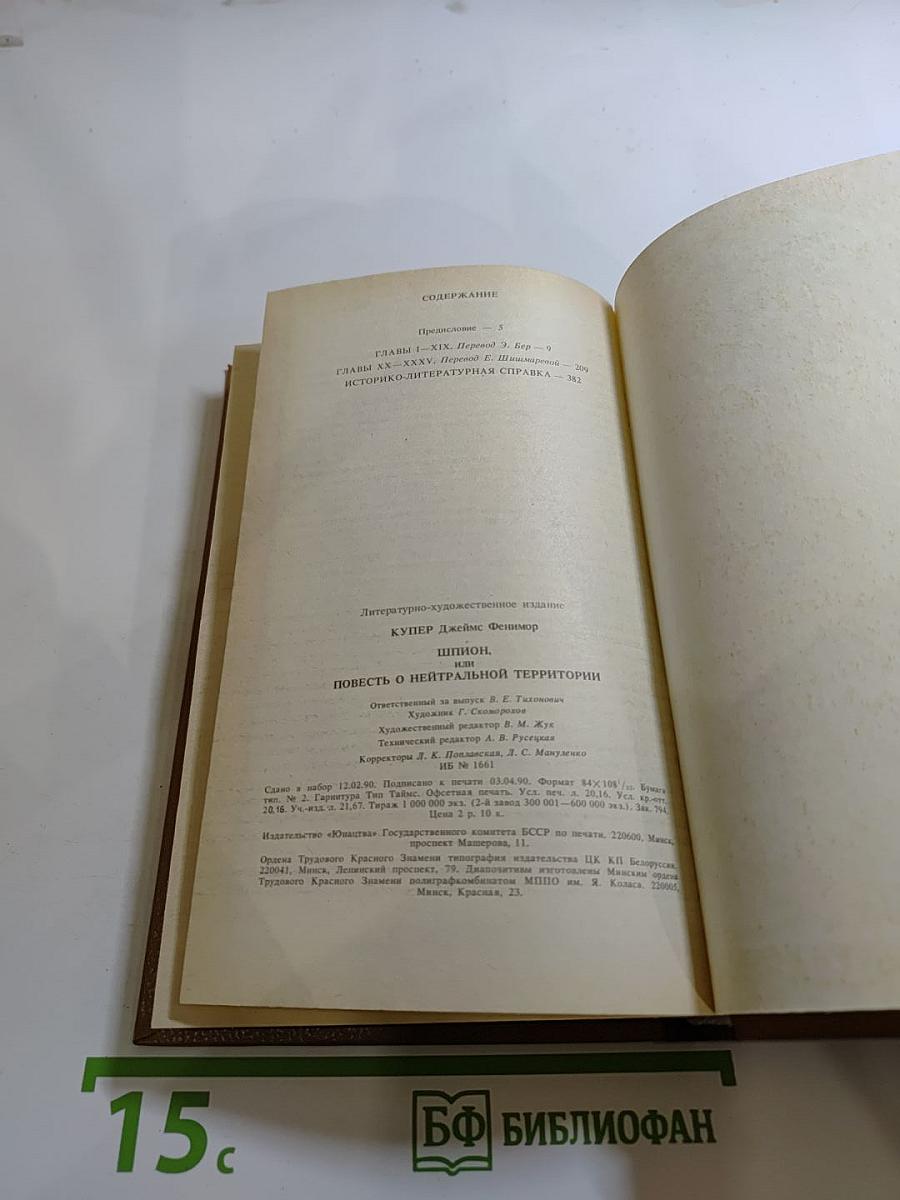 СОДЕРЖАНИЕ
Предисловие — 5
ГЛАВЫ I—XIX. Перевод Э. Бер — 9
ГЛАВЫ XX—XXXV. Перевод Е. Шишмаревой — 209
ИСТОРИКО-ЛИТЕРАТУРНАЯ СПРАВКА — 382
Литературно-художественное издание
КУПЕР Джеймс Фенимор
ШПИОН,
или
ПОВЕСТЬ О НЕЙТРАЛЬНОЙ ТЕРРИТОРИИ
Ответственный за выпуск В. Е. Тихонович
Художник Г. Скоморохов
Художественный редактор В. М. Жук
Технический редактор А. В. Русецкая
Корректоры Л. К. Поплавская, Л. С. Мануленко
ИБ № 1661
Сдано в набор 12.02.90. Подписано к печати 03.04.90. Формат 84×108¹/₃₂. Бумага
тип. № 2. Гарнитура Тип Таймс. Офсетная печать. Усл. печ. л. 20,16. Усл. кр.-отт.
20,16. Уч.-изд. л. 21,67. Тираж 1 000 000 экз. (2-й завод 300 001—600 000 экз.). Зак. 794.
Цена 2 р. 10 к.
Издательство «Юнацтва» Государственного комитета БССР по печати. 220600, Минск,
проспект Машерова, 11.
Ордена Трудового Красного Знамени типография издательства ЦК КП Белоруссии.
220041, Минск, Ленинский проспект, 79. Диапозитивы изготовлены Минским ордена
Трудового Красного Знамени полиграфкомбинатом МППО им. Я. Коласа. 220005,
Минск, Красная, 23.
15 с
БФ БИБЛИОФАН